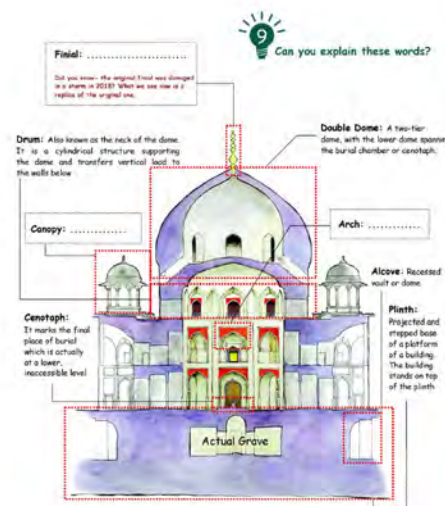 9
Can you explain these words?
Finial: ........................
Did you know- the original finial was damaged
in a storm in 2018? What we see now is a
replica of the original one.
Drum: Also known as the neck of the dome.
It is a cylindrical structure supporting
the dome and transfers vertical load to
the walls below
Double Dome: A two-tier
dome, with the lower dome spanning
the burial chamber or cenotaph.
Canopy: .............
Arch: .............
Alcove: Recessed
vault or dome.
Cenotaph:
It marks the final
place of burial
which is actually
at a lower,
inaccessible level
Plinth:
Projected and
stepped base
of a platform
of a building.
The building
stands on top
of the plinth
Actual Grave